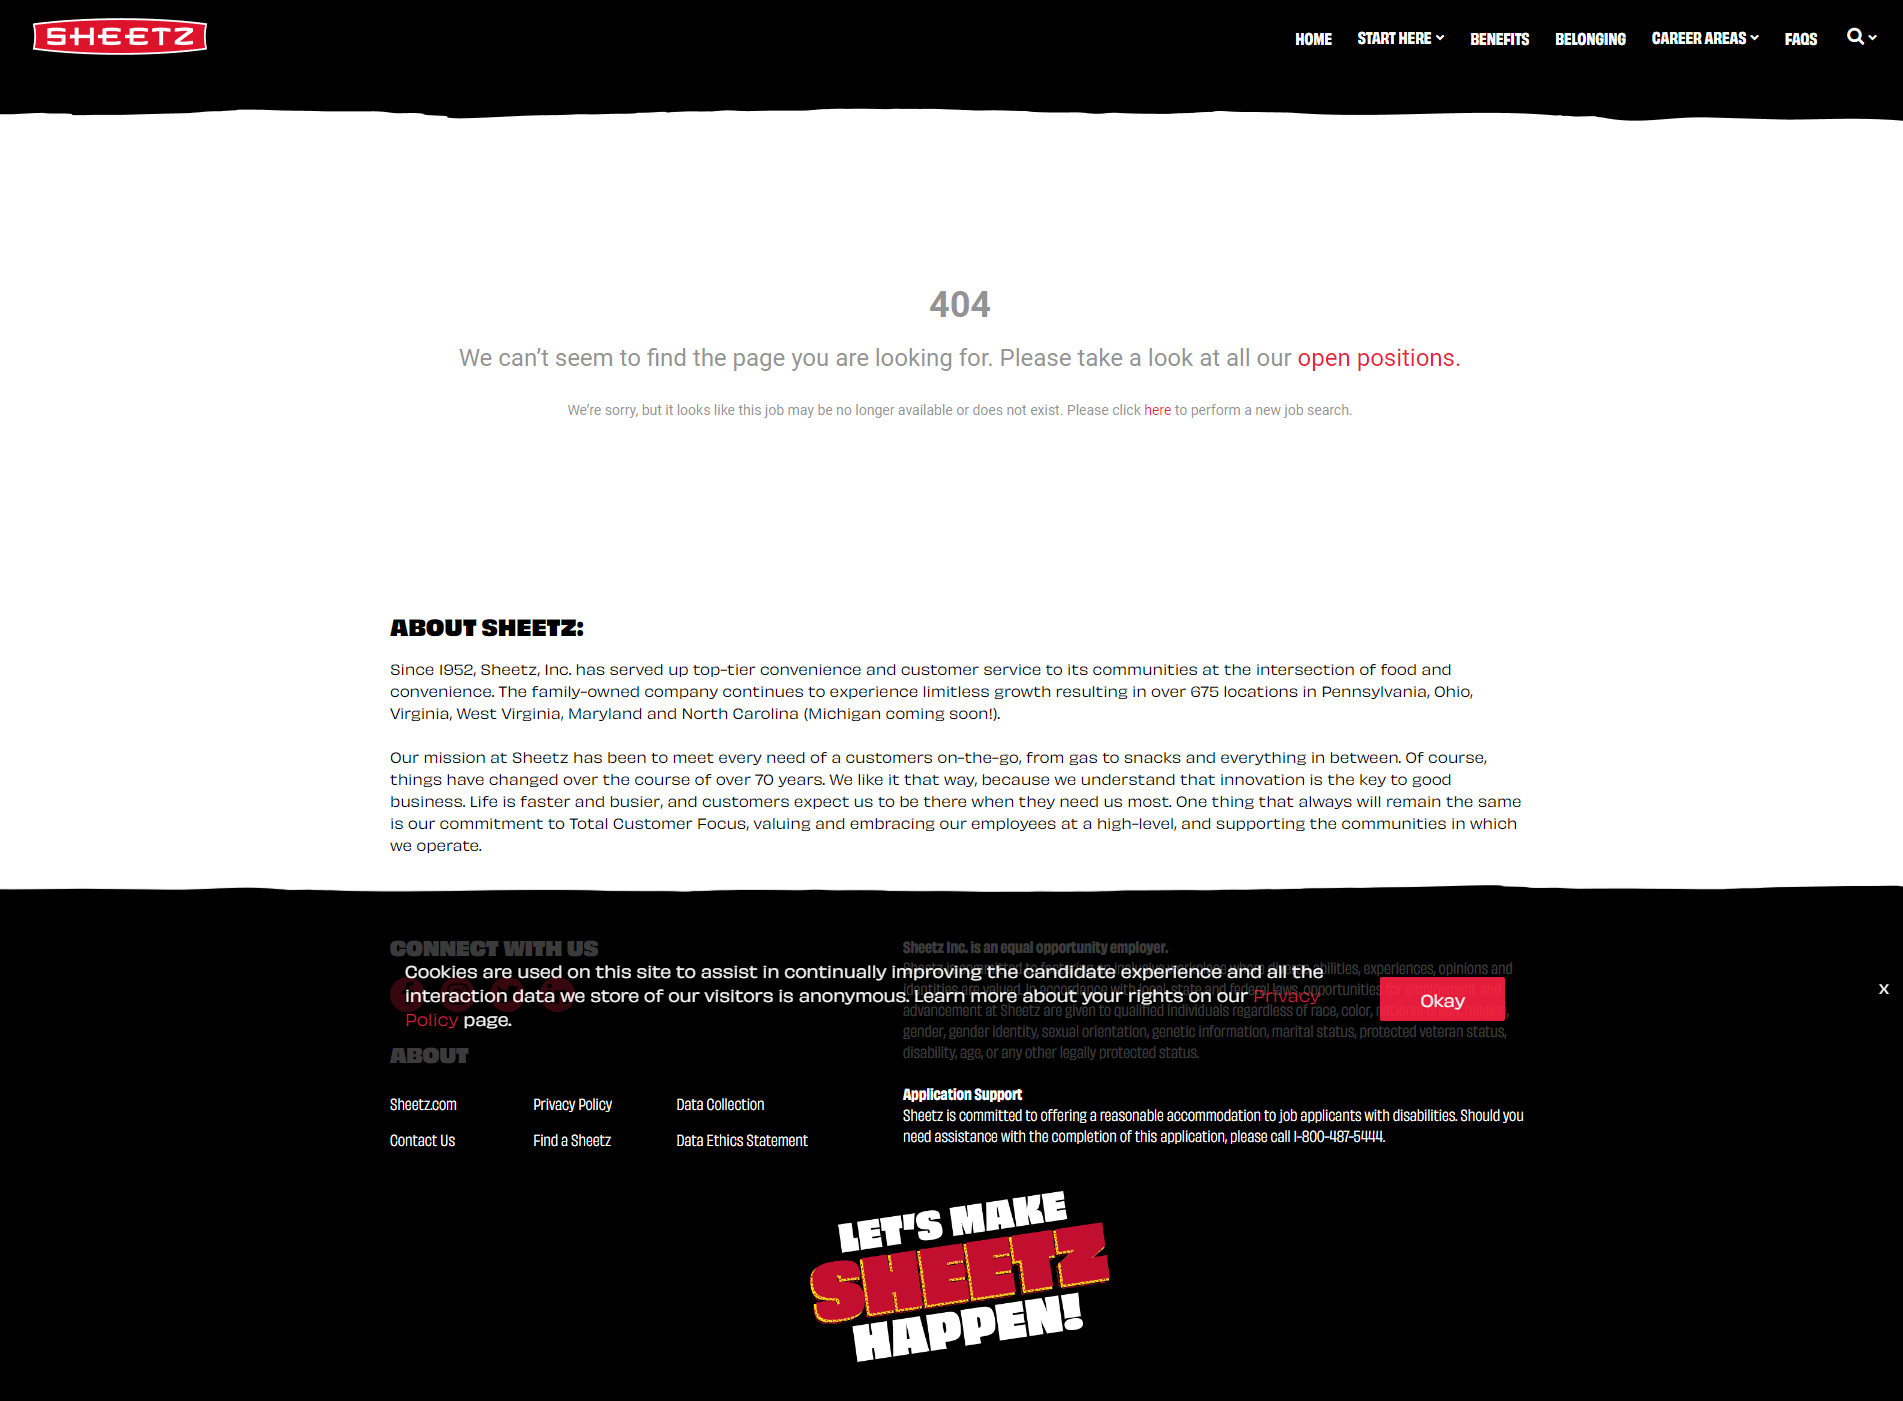 SHEETZ
HOME START HERE BENEFITS BELONGING CAREER AREAS FAQS
404
We can’t seem to find the page you are looking for. Please take a look at all our open positions.
We’re sorry, but it looks like this job may be no longer available or does not exist. Please click here to perform a new job search.
ABOUT SHEETZ:
Since 1952, Sheetz, Inc. has served up top-tier convenience and customer service to its communities at the intersection of food and
convenience. The family-owned company continues to experience limitless growth resulting in over 675 locations in Pennsylvania, Ohio,
Virginia, West Virginia, Maryland and North Carolina (Michigan coming soon!).
Our mission at Sheetz has been to meet every need of a customers on-the-go, from gas to snacks and everything in between. Of course,
things have changed over the course of over 70 years. We like it that way, because we understand that innovation is the key to good
business. Life is faster and busier, and customers expect us to be there when they need us most. One thing that always will remain the same
is our commitment to Total Customer Focus, valuing and embracing our employees at a high-level, and supporting the communities in which
we operate.
CONNECT WITH US
Cookies are used on this site to assist in continually improving the candidate experience and all the
interaction data we store of our visitors is anonymous. Learn more about your rights on our Privacy
Policy page.
Okay
x
ABOUT
Sheetz.com Privacy Policy Data Collection
Contact Us Find a Sheetz Data Ethics Statement
Sheetz Inc. is an equal opportunity employer.
abilities, experiences, opinions and
identities are valued. In accordance with local, state and federal laws, opportunities
advancement at Sheetz are given to qualified individuals regardless of race, color,
gender, gender identity, sexual orientation, genetic information, marital status, protected veteran status,
disability, age, or any other legally protected status.
Application Support
Sheetz is committed to offering a reasonable accommodation to job applicants with disabilities. Should you
need assistance with the completion of this application, please call 1-800-487-5444.
LET'S MAKE
SHEETZ
HAPPEN!